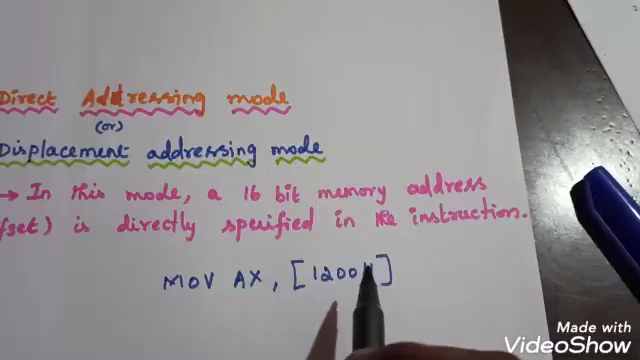 Direct Addressing mode
(or)
Displacement addressing mode
→ In this mode, a 16 bit memory address
fset) is directly specified in the instruction.
MOV AX, [1200H]
Made with
VideoShow